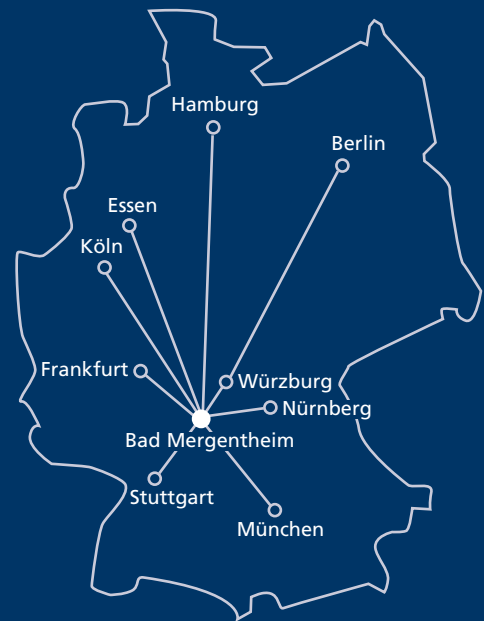 Hamburg
Berlin
Essen
Köln
Frankfurt
Würzburg
Nürnberg
Bad Mergentheim
Stuttgart
München